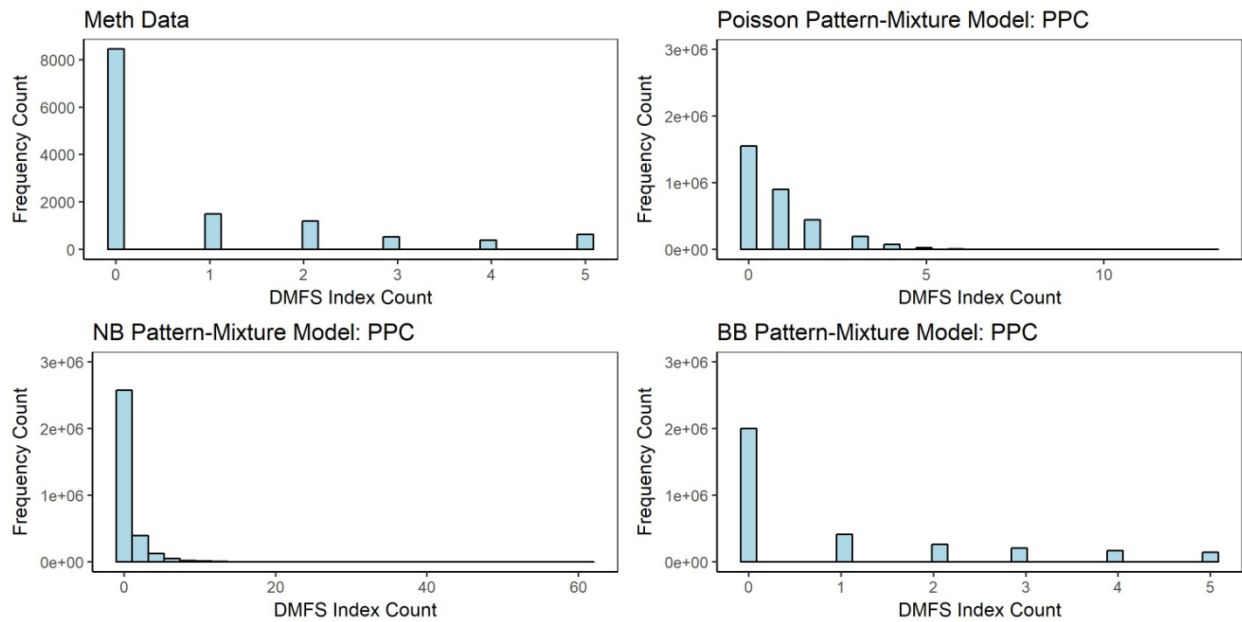 Meth Data
Frequency Count
8000
6000
4000
2000
0
0 1 2 3 4 5
DMFS Index Count
Poisson Pattern-Mixture Model: PPC
Frequency Count
3e+06
2e+06
1e+06
0e+00
0 5 10
DMFS Index Count
NB Pattern-Mixture Model: PPC
Frequency Count
3e+06
2e+06
1e+06
0e+00
0 20 40 60
DMFS Index Count
BB Pattern-Mixture Model: PPC
Frequency Count
3e+06
2e+06
1e+06
0e+00
0 1 2 3 4 5
DMFS Index Count